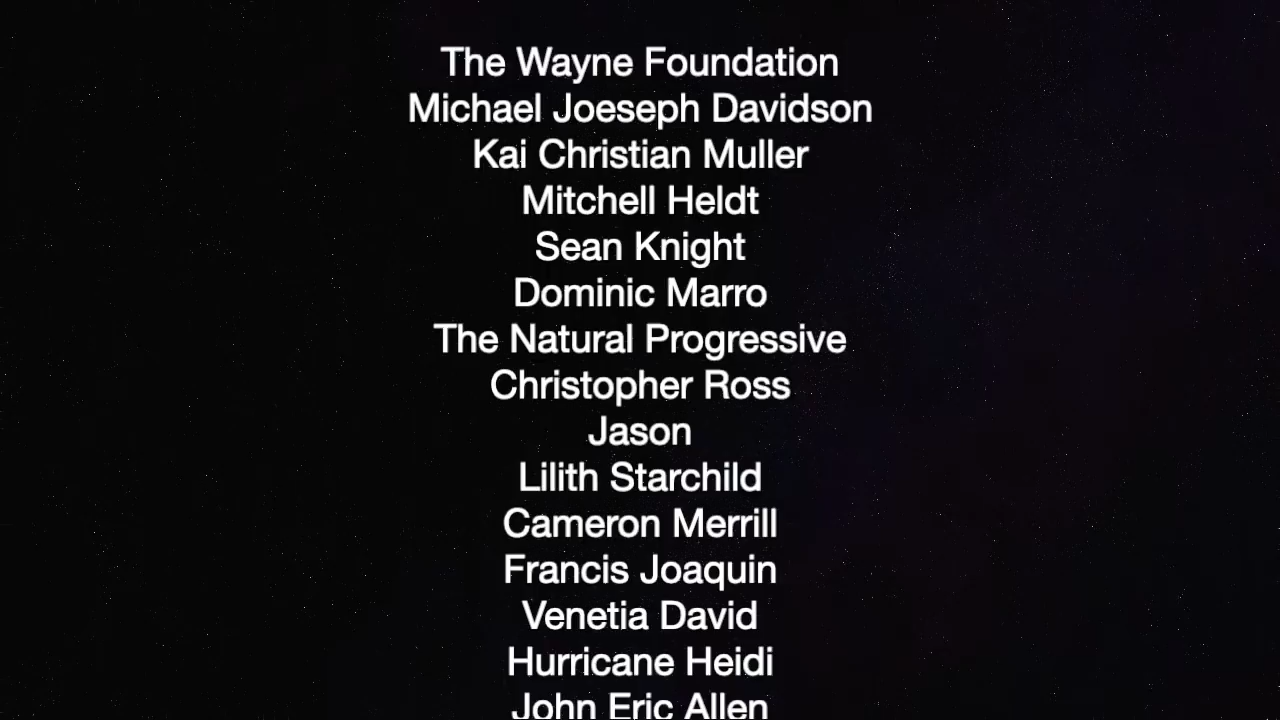 The Wayne Foundation
Michael Joeseph Davidson
Kai Christian Muller
Mitchell Heldt
Sean Knight
Dominic Marro
The Natural Progressive
Christopher Ross
Jason
Lilith Starchild
Cameron Merrill
Francis Joaquin
Venetia David
Hurricane Heidi
John Eric Allen